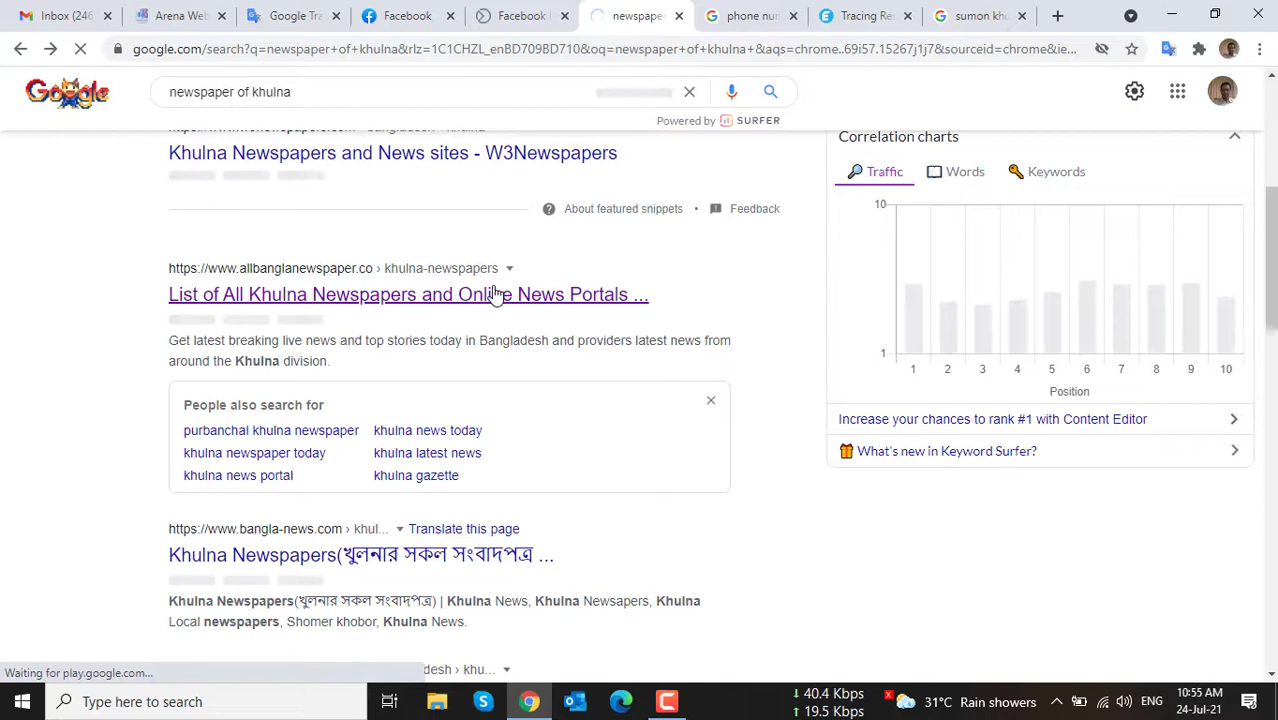 Inbox (246
Arena Web
Google Tra
Facebook
Facebook
newspape
phone nu
Tracing Re
sumon kh
google.com/search?q=newspaper+of+khulna&rlz=1C1CHZL_enBD709BD710&oq=newspaper+of+khulna+&aqs=chrome..69i57.15267j1j7&sourceid=chrome&ie...
Google
newspaper of khulna
Powered by SURFER
Khulna Newspapers and News sites - W3Newspapers
About featured snippets • Feedback
https://www.allbanglanewspaper.co › khulna-newspapers
List of All Khulna Newspapers and Online News Portals ...
Get latest breaking live news and top stories today in Bangladesh and providers latest news from
around the Khulna division.
People also search for
purbanchal khulna newspaper
khulna news today
khulna newspaper today
khulna latest news
khulna news portal
khulna gazette
https://www.bangla-news.com › khul...
Translate this page
Khulna Newspapers(খুলনার সকল সংবাদপত্র ...
Khulna Newspapers(খুলনার সকল সংবাদপত্র) | Khulna News, Khulna Newsapers, Khulna
Local newspapers, Shomer khobor, Khulna News.
desh › khu...
Correlation charts
Traffic
Words
Keywords
10
1
1 2 3 4 5 6 7 8 9 10
Position
Increase your chances to rank #1 with Content Editor
What's new in Keyword Surfer?
Waiting for play.google.com...
Type here to search
40.4 Kbps
19.5 Kbps
31°C Rain showers
ENG
10:55 AM
24-Jul-21